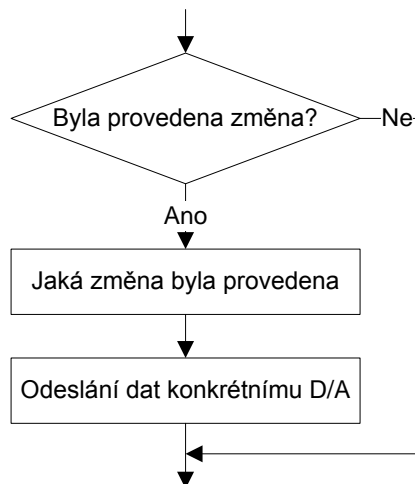 Byla provedena změna?
Ne
Ano
Jaká změna byla provedena
Odeslání dat konkrétnímu D/A